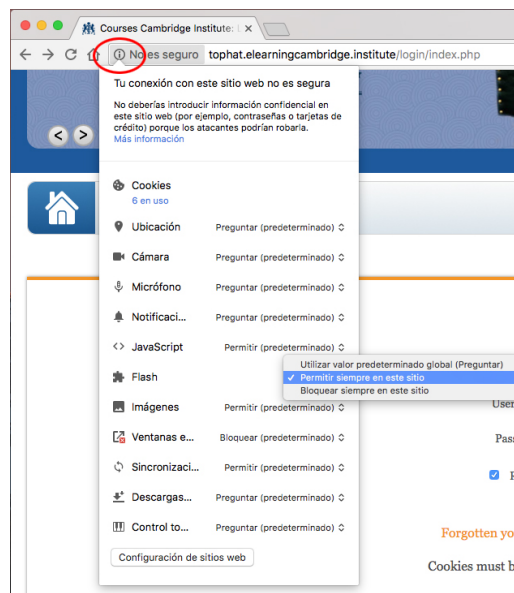 Courses Cambridge Institute: L
No es seguro tophat.elearningcambridge.institute/login/index.php
Tu conexión con este sitio web no es segura
No deberías introducir información confidencial en
este sitio web (por ejemplo, contraseñas o tarjetas de
crédito) porque los atacantes podrían robarla.
Más información
Cookies
6 en uso
Ubicación Preguntar (predeterminado)
Cámara Preguntar (predeterminado)
Micrófono Preguntar (predeterminado)
Notificaci... Preguntar (predeterminado)
JavaScript Permitir (predeterminado)
Utilizar valor predeterminado global (Preguntar)
Flash ✓ Permitir siempre en este sitio
Bloquear siempre en este sitio
Imágenes Permitir (predeterminado)
User
Ventanas e... Bloquear (predeterminado)
Pas
Sincronizaci... Permitir (predeterminado)
Descargas... Preguntar (predeterminado)
Control to... Preguntar (predeterminado)
Forgotten yo
Configuración de sitios web
Cookies must b